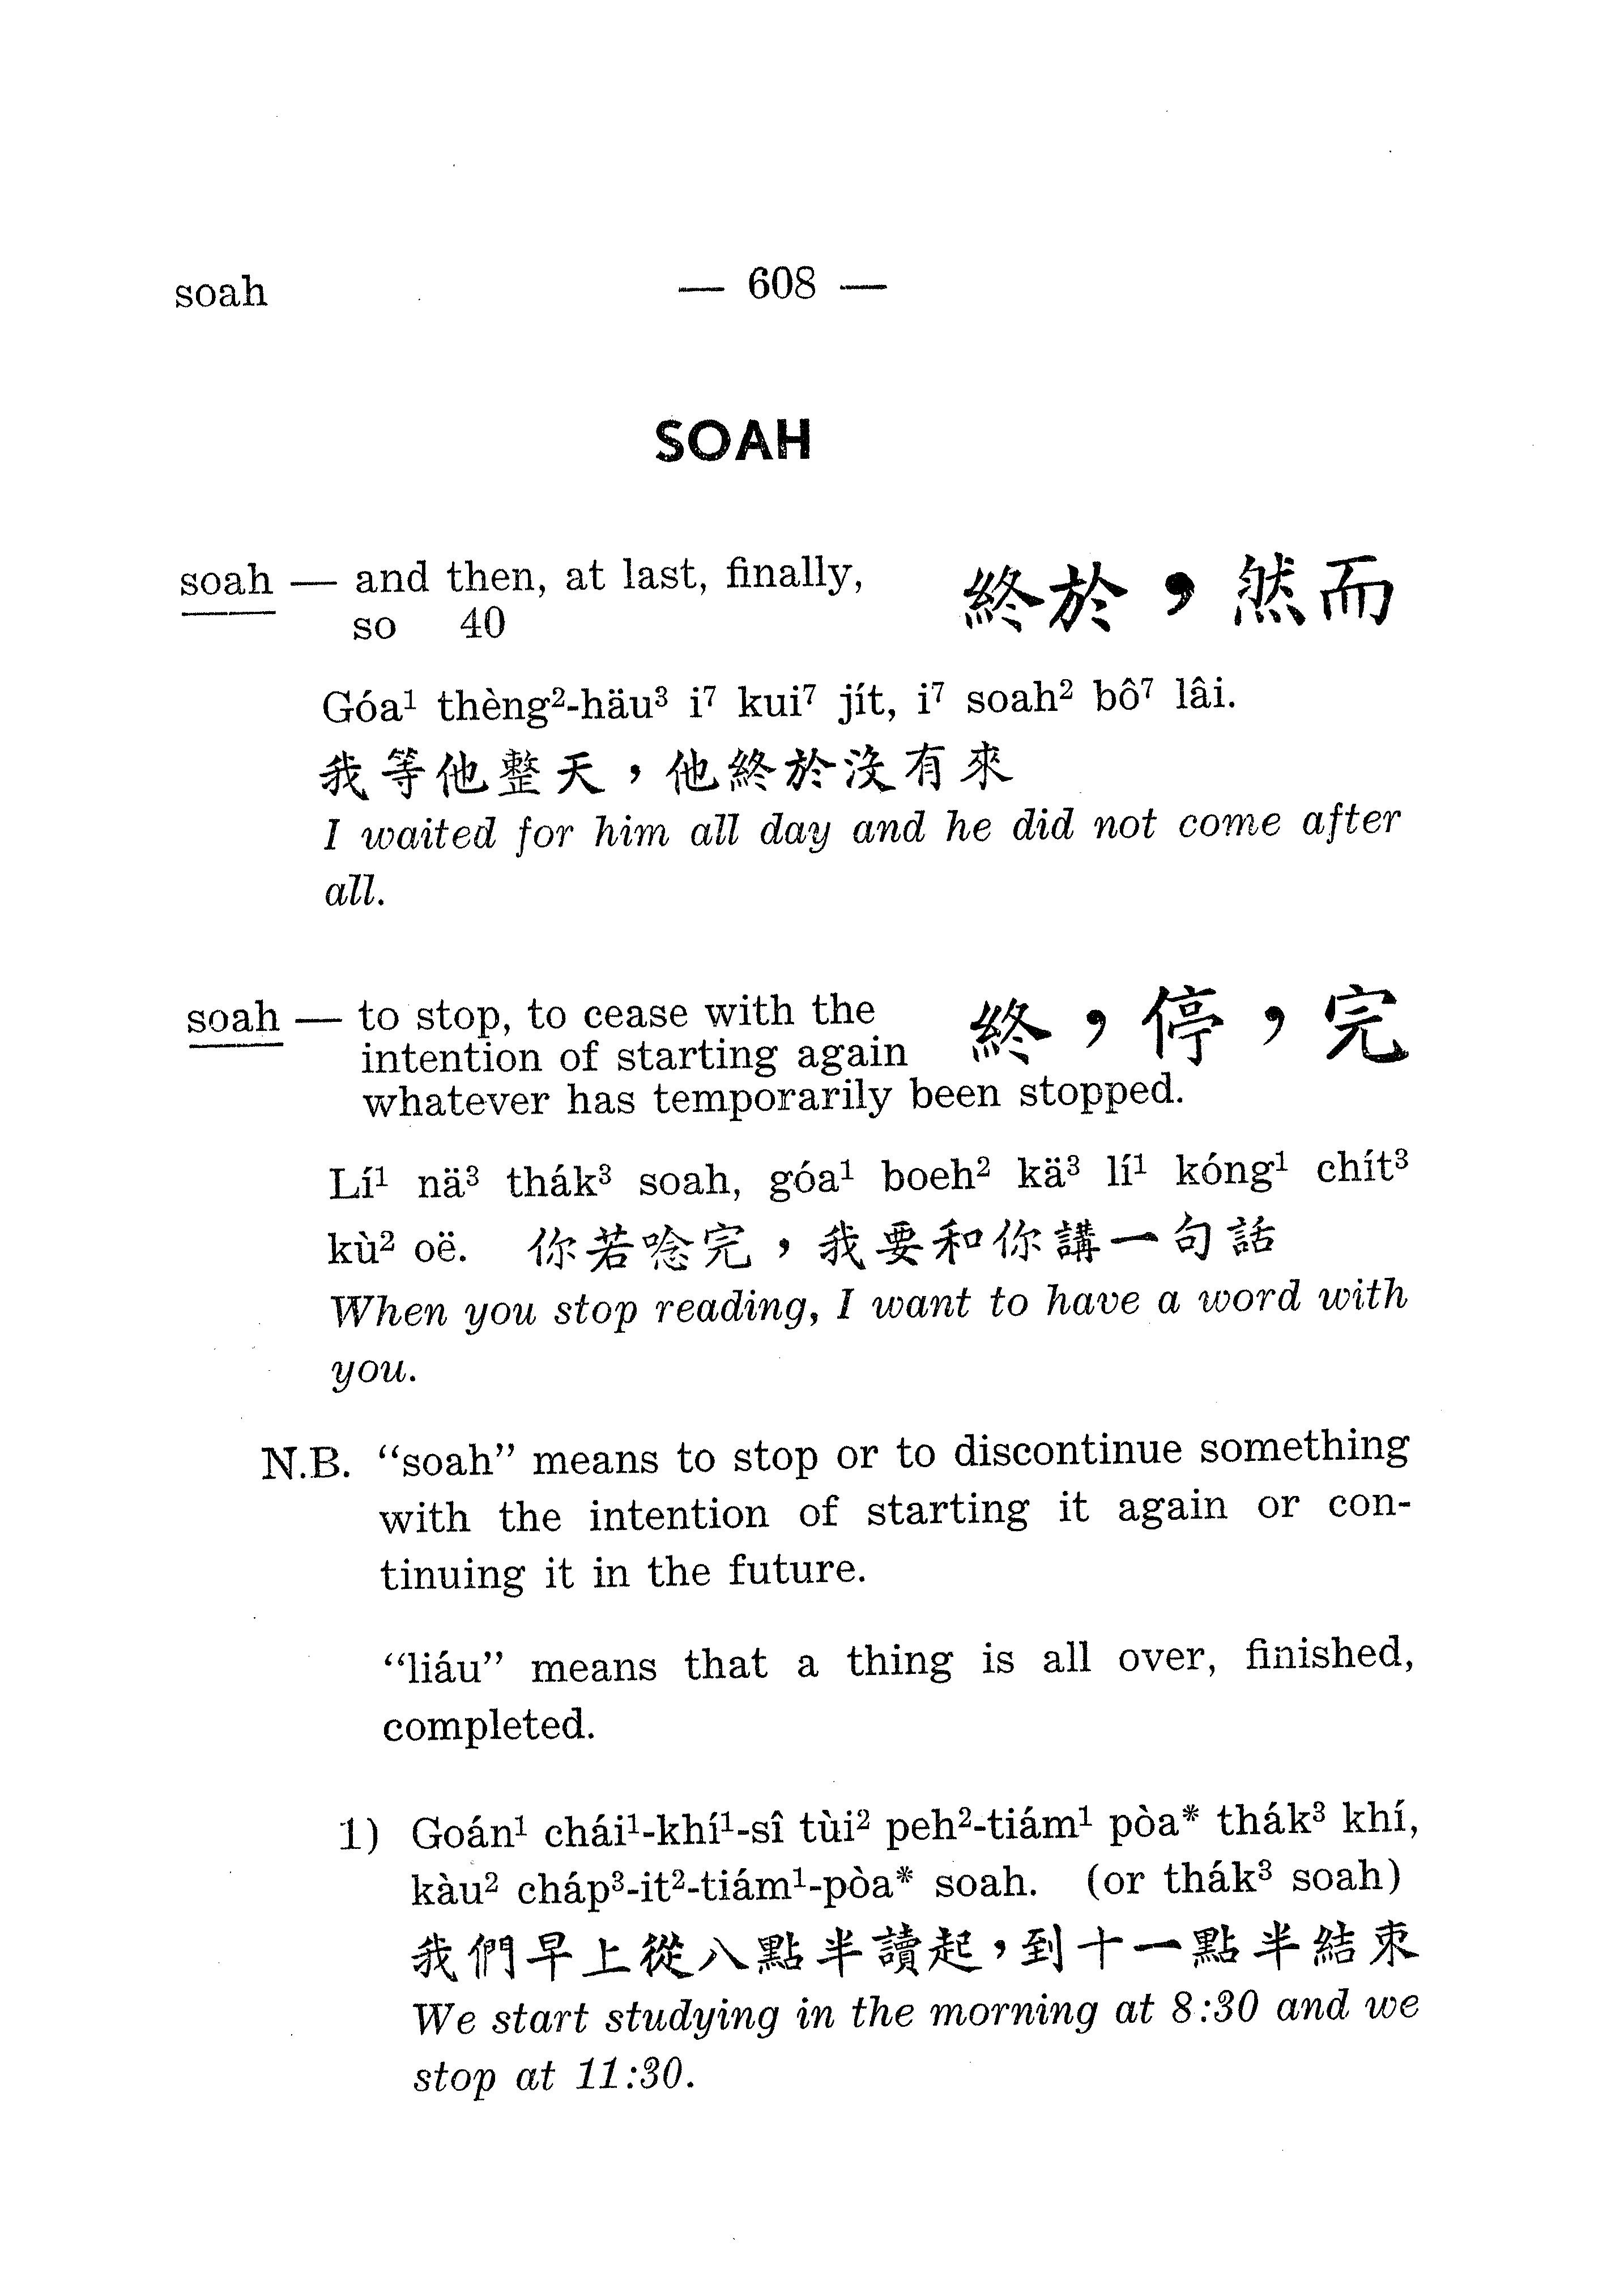 soah — 608 —
SOAH
soah — and then, at last, finally, 終於，然而
so 40
Góa¹ thèng²-häu³ i⁷ kui⁷ jít, i⁷ soah² bô⁷ lâi.
我等他整天，他終於沒有來
I waited for him all day and he did not come after
all.
soah — to stop, to cease with the 終，停，完
intention of starting again
whatever has temporarily been stopped.
Lí¹ nä³ thák³ soah, góa¹ boeh² kä³ lí¹ kóng¹ chít³
kù² oë. 你若唸完，我要和你講一句話
When you stop reading, I want to have a word with
you.
N.B. “soah” means to stop or to discontinue something
with the intention of starting it again or con-
tinuing it in the future.
“liáu” means that a thing is all over, finished,
completed.
1) Goán¹ chái¹-khí¹-sî tùi² peh²-tiám¹ pòa* thák³ khí,
kàu² cháp³-it²-tiám¹-pòa* soah. (or thák³ soah)
我們早上從八點半讀起，到十一點半結束
We start studying in the morning at 8:30 and we
stop at 11:30.